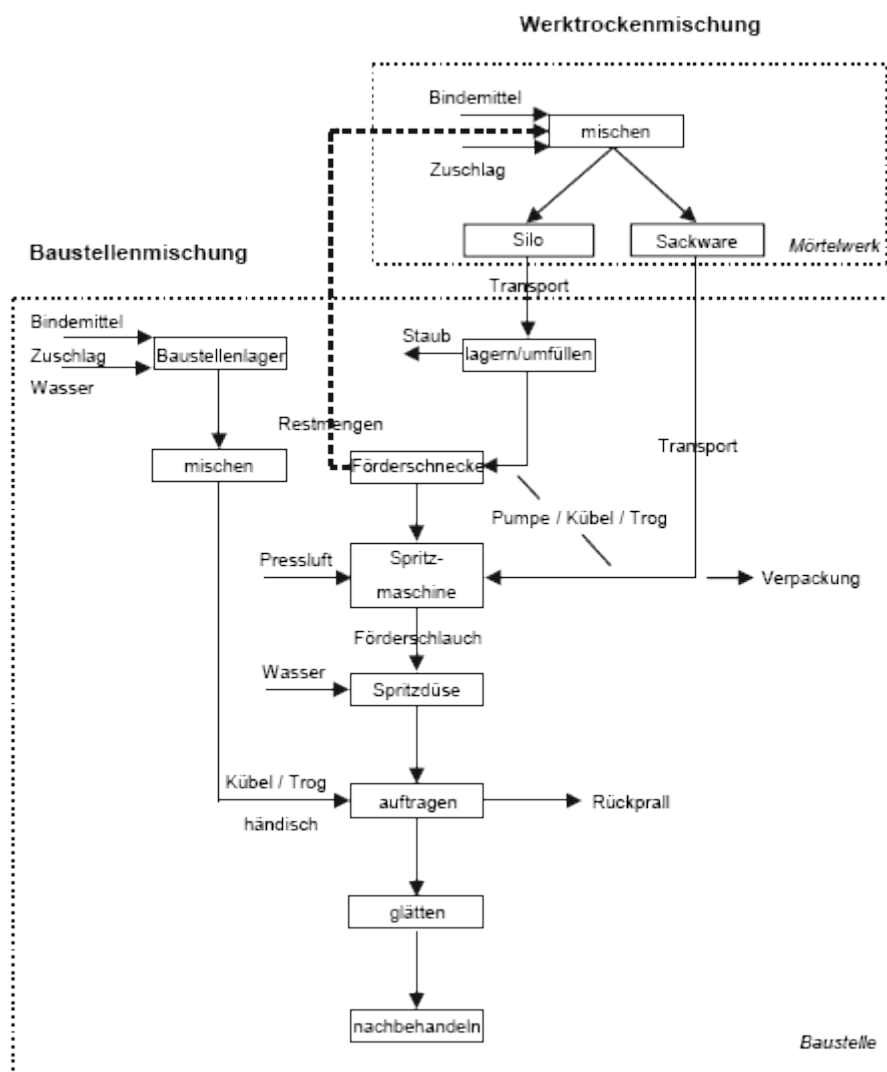 Werktrockenmischung
Bindemittel
mischen
Zuschlag
Silo
Sackware
Mörtelwerk
Baustellenmischung
Transport
Bindemittel
Zuschlag
Wasser
Baustellenlager
Staub
lagern/umfüllen
Restmengen
Transport
mischen
Förderschnecke
Pumpe / Kübel / Trog
Pressluft
Spritz-
maschine
Verpackung
Förderschlauch
Wasser
Spritzdüse
Kübel / Trog
händisch
auftragen
Rückprall
glätten
nachbehandeln
Baustelle